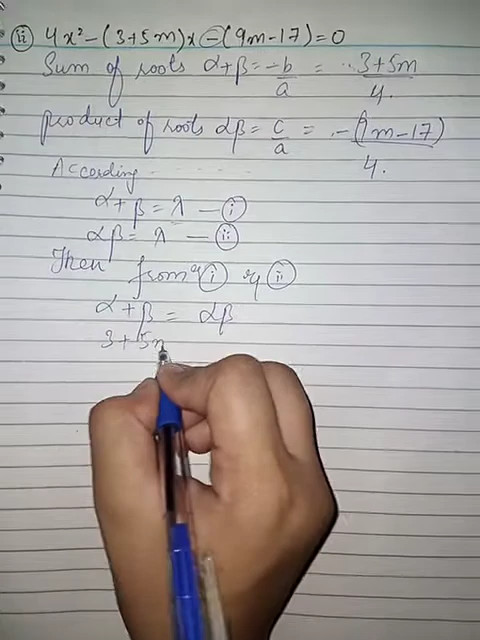 (ii) 4x² - (3+5m)x - (9m-17) = 0
Sum of roots α+β = -b/a = 3+5m/4.
product of roots αβ = c/a = -(9m-17)/4.
According
α+β = λ — (i)
αβ = λ — (ii)
Then from (i) & (ii)
α+β = αβ
3+5m